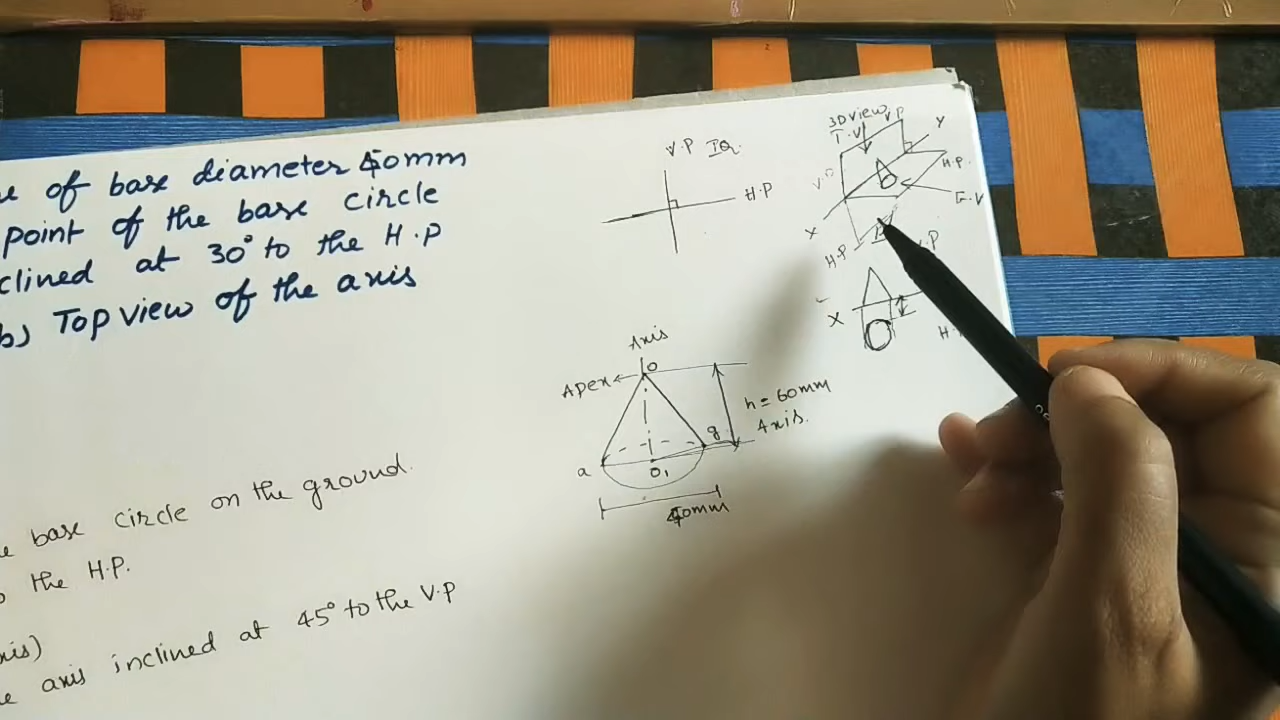 of base diameter 40mm
point of the base circle
clined at 30° to the H.P
b) Top view of the axis
base circle on the ground.
the H.P.
axis inclined at 45° to the V.P
V.P IQr
H.P
3D view
T.V
V.P
Y
H.P.
F.V
X
H.P
V.P
X
Axis
Apex
O
h = 60mm
Axis.
a
O₁
g
40mm